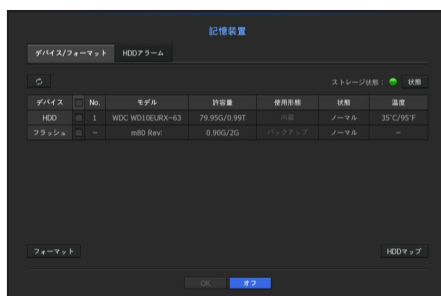 記憶装置
デバイス/フォーマット HDDアラーム
ストレージ状態： 状態
デバイス No. モデル 許容量 使用形態 状態 温度
HDD 1 WDC WD10EURX-63 79.95G/0.99T 内蔵 ノーマル 35°C/95°F
フラッシュ - m80 Rev: 0.90G/2G バックアップ ノーマル -
フォーマット HDDマップ
OK オフ